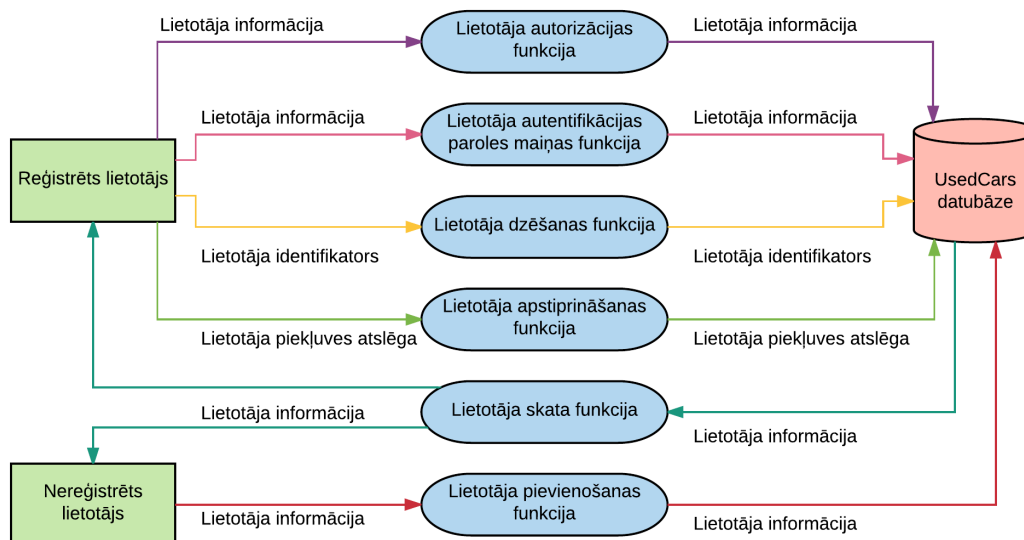 Lietotāja informācija
Lietotāja autorizācijas
funkcija
Lietotāja informācija
Lietotāja informācija
Lietotāja autentifikācijas
paroles maiņas funkcija
Lietotāja informācija
Reģistrēts lietotājs
UsedCars
datubāze
Lietotāja dzēšanas funkcija
Lietotāja identifikators
Lietotāja identifikators
Lietotāja apstiprināšanas
funkcija
Lietotāja piekļuves atslēga
Lietotāja piekļuves atslēga
Lietotāja informācija
Lietotāja skata funkcija
Lietotāja informācija
Nereģistrēts
lietotājs
Lietotāja informācija
Lietotāja pievienošanas
funkcija
Lietotāja informācija